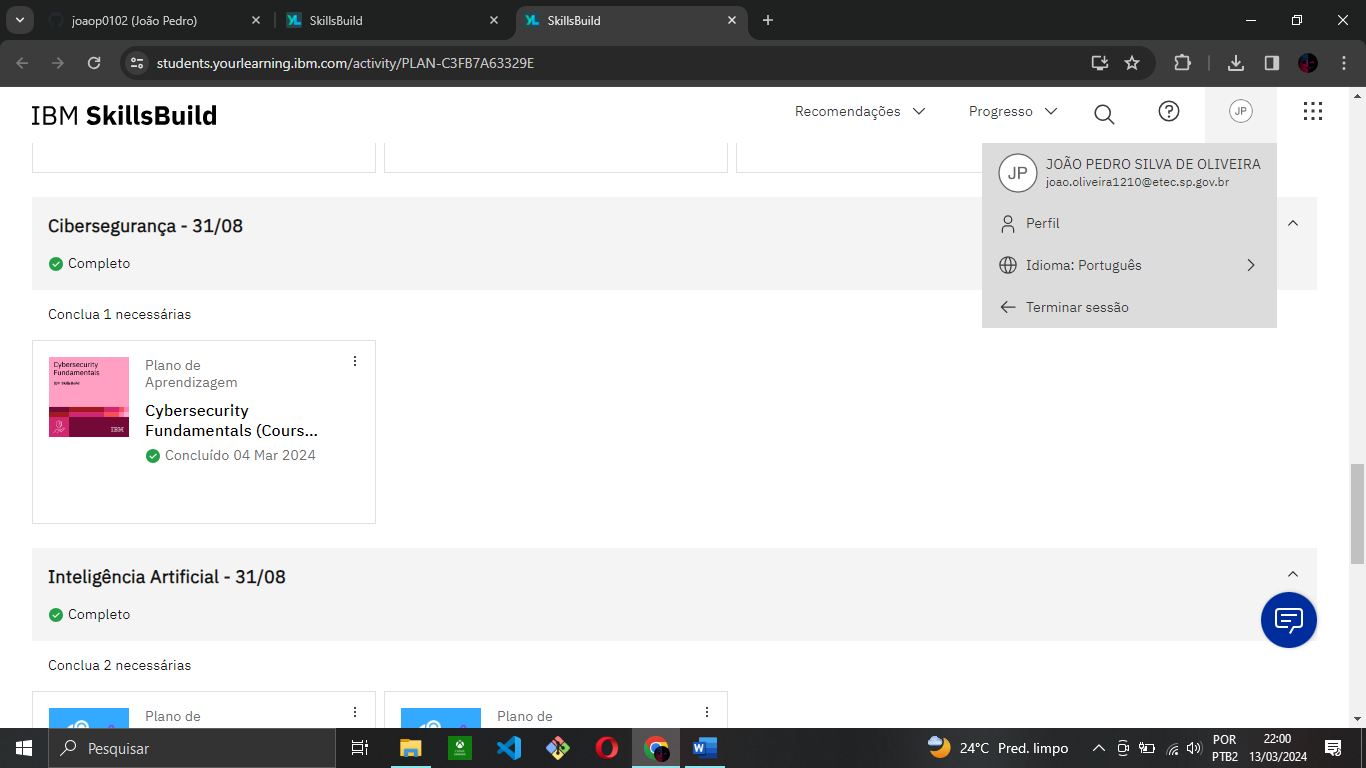 joaop0102 (João Pedro)
SkillsBuild
SkillsBuild
students.yourlearning.ibm.com/activity/PLAN-C3FB7A63329E
IBM SkillsBuild
Recomendações
Progresso
JP
JP
JOÃO PEDRO SILVA DE OLIVEIRA
joao.oliveira1210@etec.sp.gov.br
Perfil
Idioma: Português
Terminar sessão
Cibersegurança - 31/08
Completo
Conclua 1 necessárias
Cybersecurity
Fundamentals
IBM SkillsBuild
IBM
Plano de
Aprendizagem
Cybersecurity
Fundamentals (Cours...
Concluído 04 Mar 2024
Inteligência Artificial - 31/08
Completo
Conclua 2 necessárias
Plano de
Plano de
Pesquisar
24°C Pred. limpo
POR
PTB2
22:00
13/03/2024